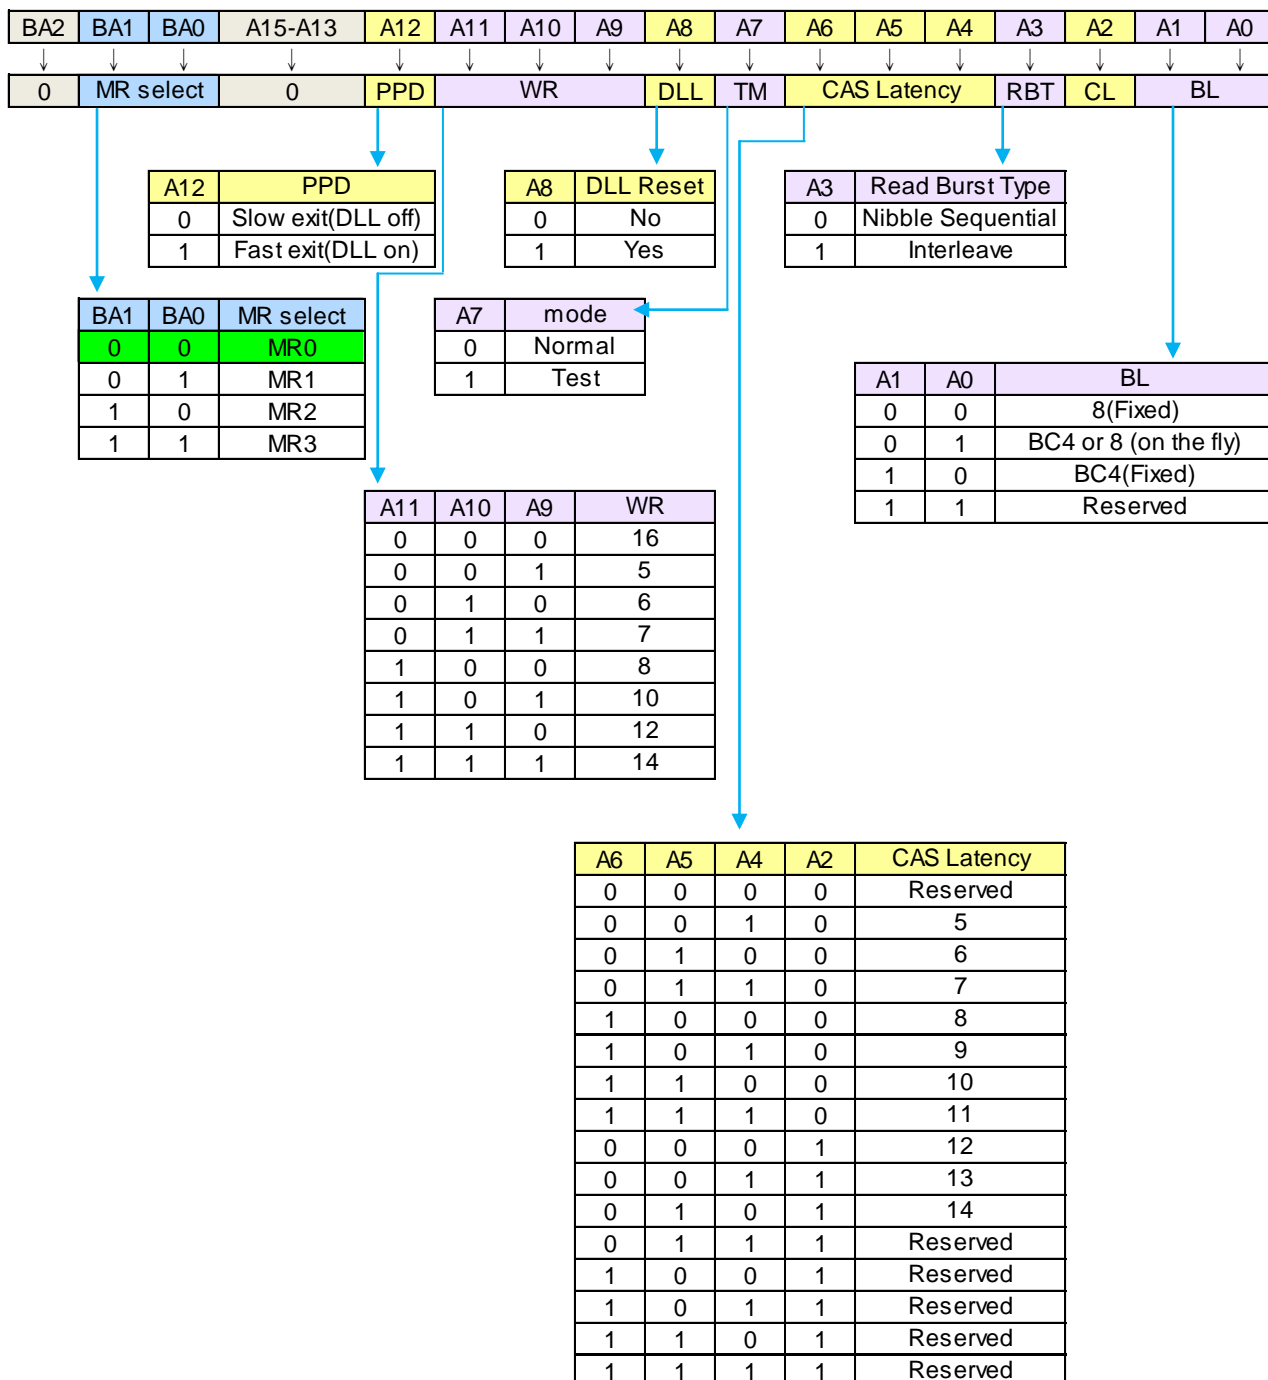 BA2 BA1 BA0 A15-A13 A12 A11 A10 A9 A8 A7 A6 A5 A4 A3 A2 A1 A0
0 MR select 0 PPD WR DLL TM CAS Latency RBT CL BL
A12 PPD
0 Slow exit(DLL off)
1 Fast exit(DLL on)
A8 DLL Reset
0 No
1 Yes
A3 Read Burst Type
0 Nibble Sequential
1 Interleave
BA1 BA0 MR select
0 0 MR0
0 1 MR1
1 0 MR2
1 1 MR3
A7 mode
0 Normal
1 Test
A1 A0 BL
0 0 8(Fixed)
0 1 BC4 or 8 (on the fly)
1 0 BC4(Fixed)
1 1 Reserved
A11 A10 A9 WR
0 0 0 16
0 0 1 5
0 1 0 6
0 1 1 7
1 0 0 8
1 0 1 10
1 1 0 12
1 1 1 14
A6 A5 A4 A2 CAS Latency
0 0 0 0 Reserved
0 0 1 0 5
0 1 0 0 6
0 1 1 0 7
1 0 0 0 8
1 0 1 0 9
1 1 0 0 10
1 1 1 0 11
0 0 0 1 12
0 0 1 1 13
0 1 0 1 14
0 1 1 1 Reserved
1 0 0 1 Reserved
1 0 1 1 Reserved
1 1 0 1 Reserved
1 1 1 1 Reserved